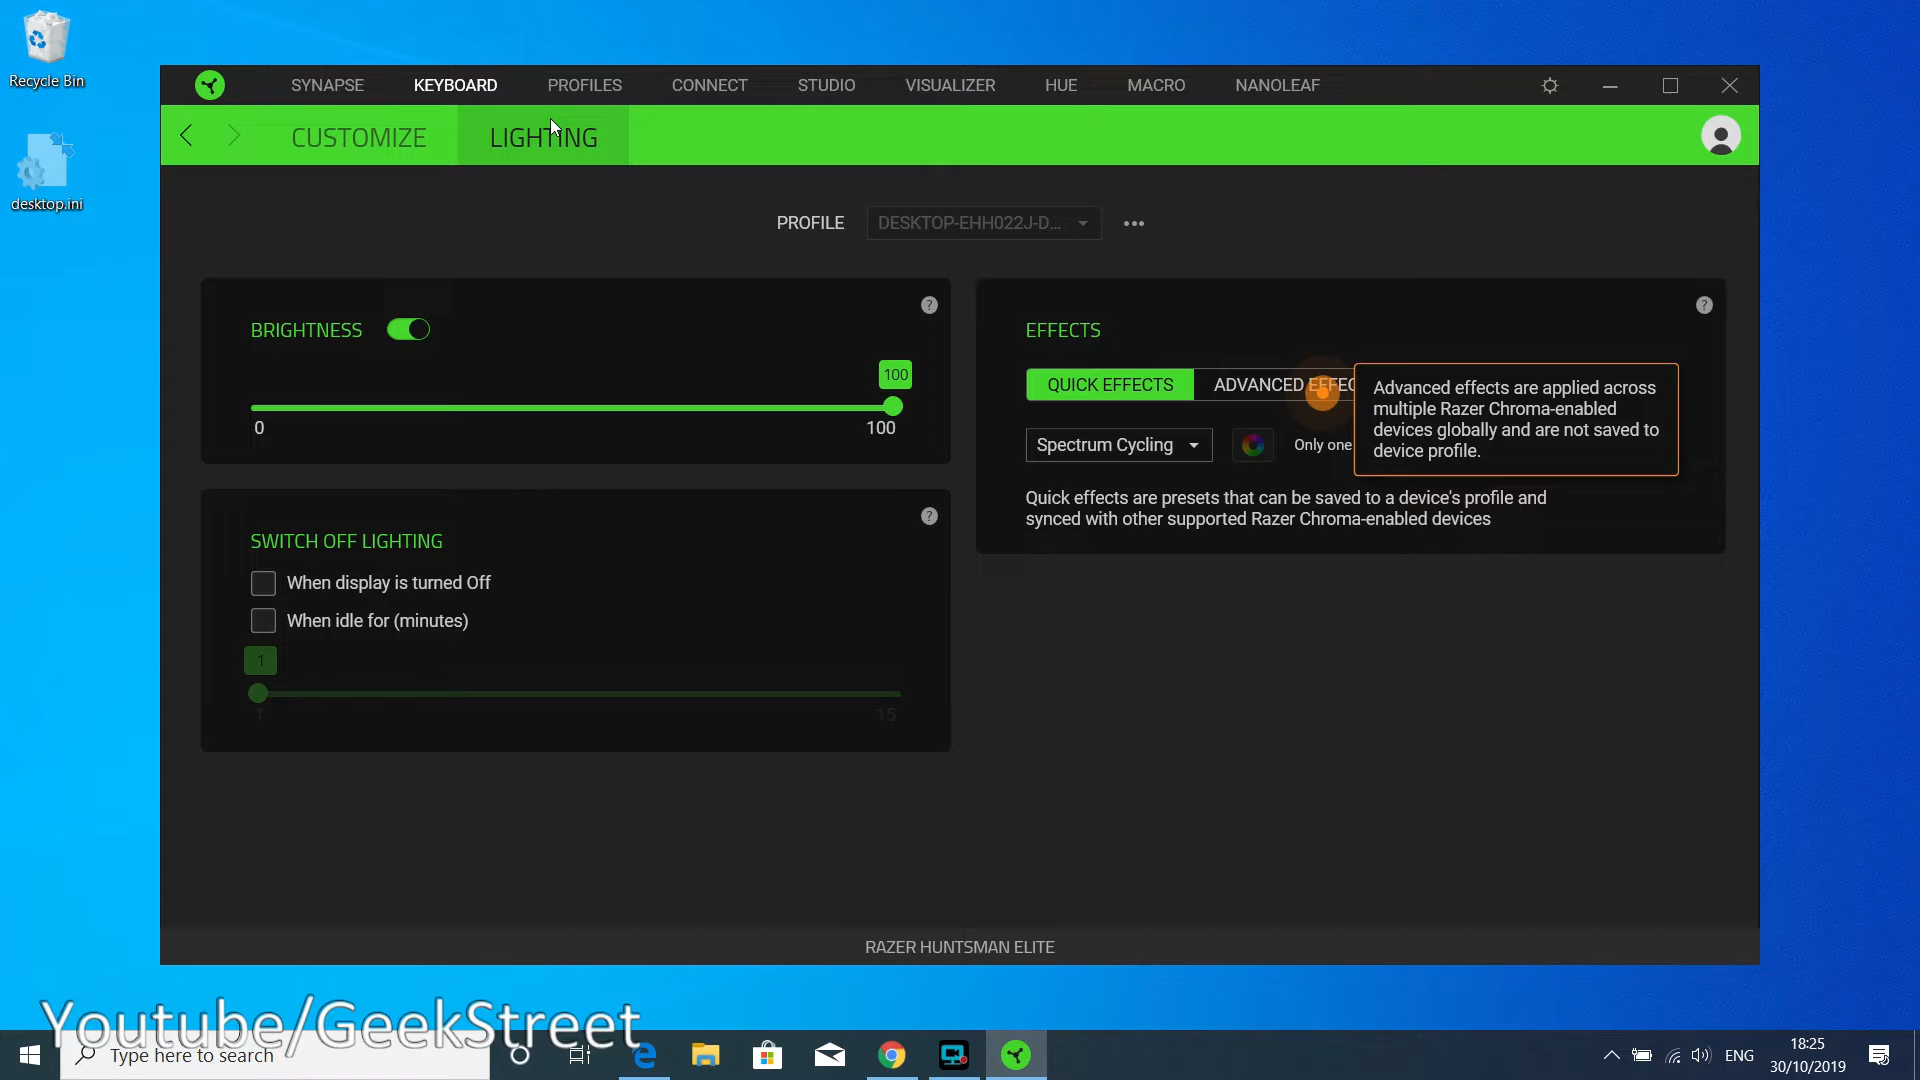 Recycle Bin
desktop.ini
SYNAPSE KEYBOARD PROFILES CONNECT STUDIO VISUALIZER HUE MACRO NANOLEAF
CUSTOMIZE LIGHTING
PROFILE DESKTOP-EHH022J-D...
BRIGHTNESS
100
0 100
SWITCH OFF LIGHTING
When display is turned Off
When idle for (minutes)
1
1 15
EFFECTS
QUICK EFFECTS ADVANCED EFFEC
Advanced effects are applied across
multiple Razer Chroma-enabled
devices globally and are not saved to
device profile.
Spectrum Cycling Only one
Quick effects are presets that can be saved to a device's profile and
synced with other supported Razer Chroma-enabled devices
RAZER HUNTSMAN ELITE
Youtube/GeekStreet
Type here to search
ENG
18:25
30/10/2019